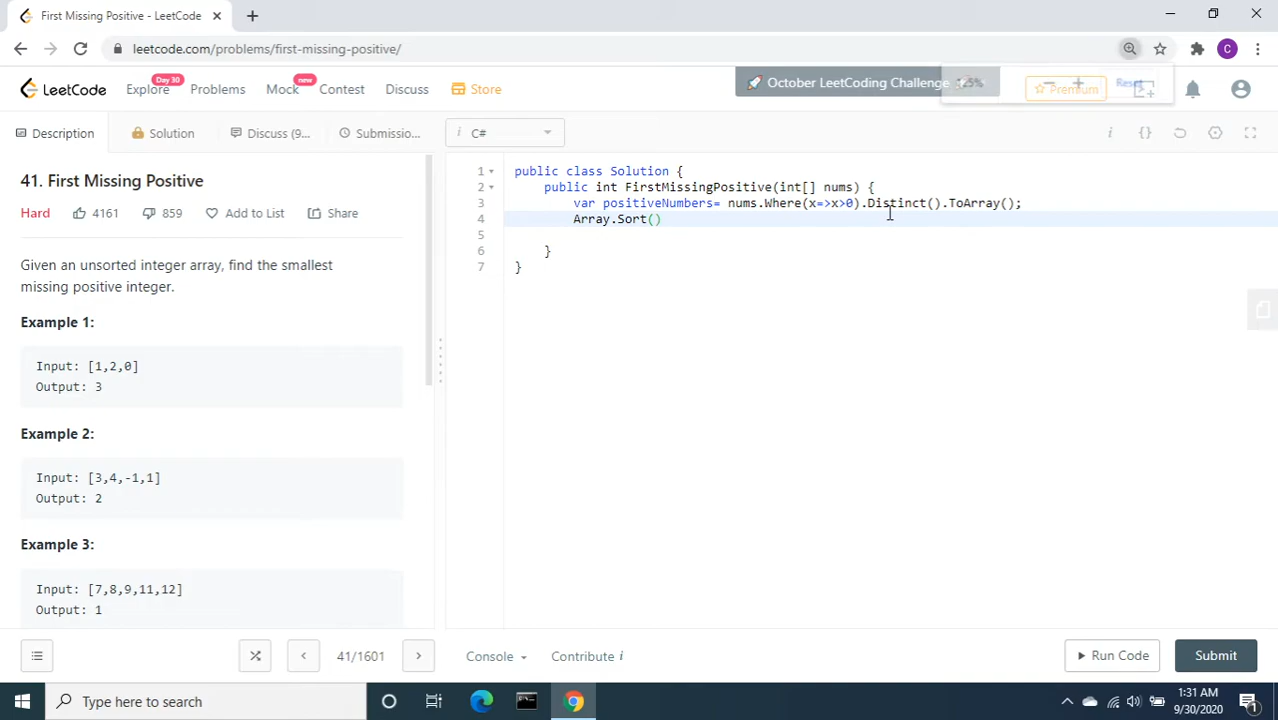 First Missing Positive - LeetCode
leetcode.com/problems/first-missing-positive/
LeetCode
Explore
Day 30
Problems
Mock
new
Contest
Discuss
Store
🚀 October LeetCoding Challenge
Premium
Reset
Description
Solution
Discuss (9...
Submissio...
i C#
41. First Missing Positive
Hard 4161 859 Add to List Share
Given an unsorted integer array, find the smallest
missing positive integer.
Example 1:
Input: [1,2,0]
Output: 3
Example 2:
Input: [3,4,-1,1]
Output: 2
Example 3:
Input: [7,8,9,11,12]
Output: 1
1 public class Solution {
2 public int FirstMissingPositive(int[] nums) {
3 var positiveNumbers= nums.Where(x=>x>0).Distinct().ToArray();
4 Array.Sort()
5
6 }
7 }
41/1601
Console
Contribute i
Run Code
Submit
Type here to search
1:31 AM
9/30/2020